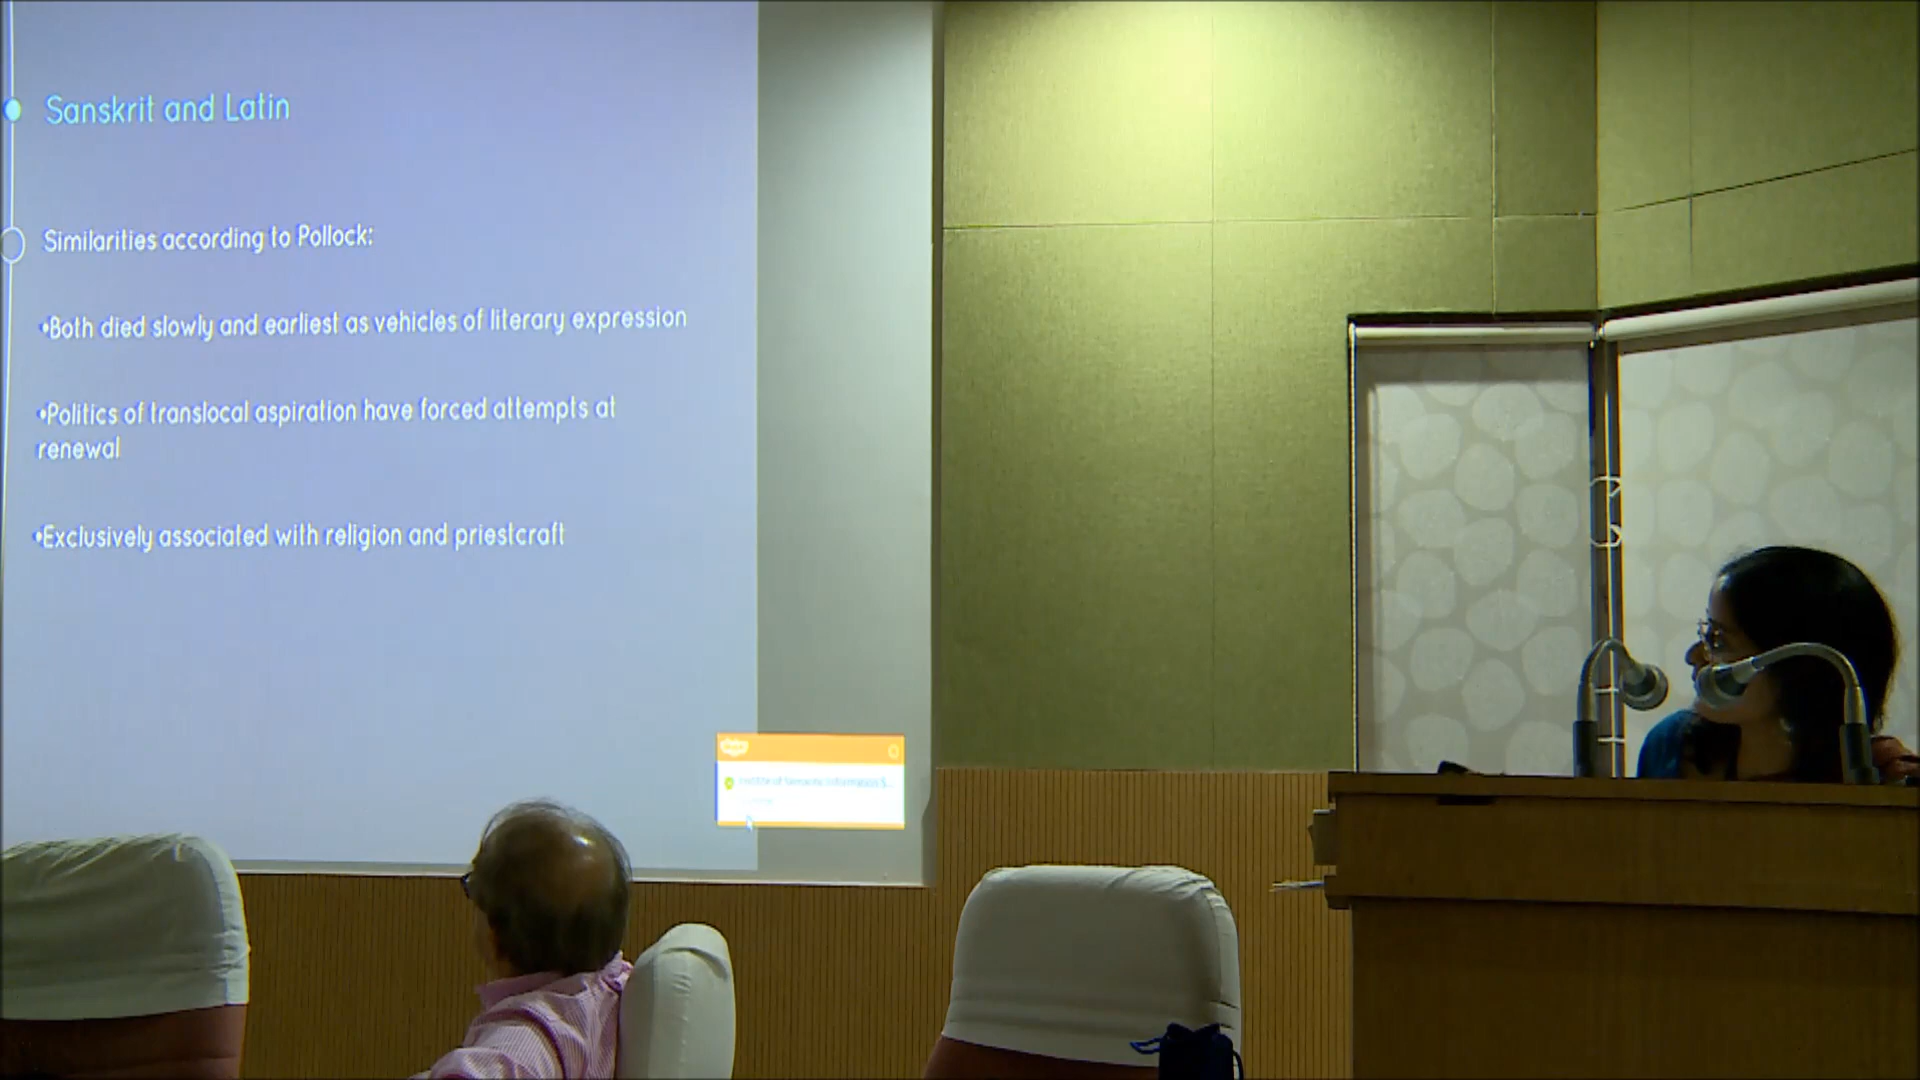 Sanskrit and Latin
Similarities according to Pollock:
•Both died slowly and earliest as vehicles of literary expression
•Politics of translocal aspiration have forced attempts at
renewal
•Exclusively associated with religion and priestcraft